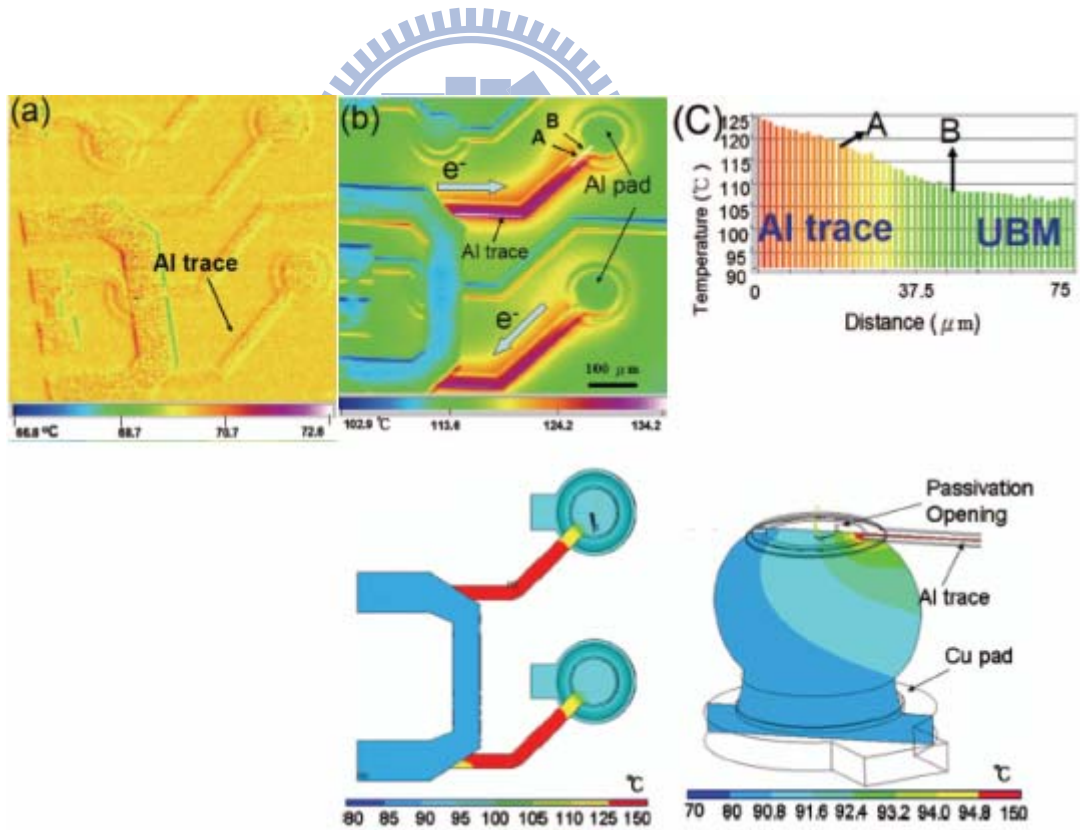 (a)
Al trace
66.8 ºC 68.7 70.7 72.6
(b)
B
A
e-
Al pad
Al trace
e-
100 μm
102.9 ℃ 113.6 124.2 134.2
(C)
125
120
115
110
105
100
95
90
Temperature (℃)
A
B
Al trace
UBM
0 37.5 75
Distance (μm)
℃
80 85 90 95 100 105 110 125 150
Passivation
Opening
Al trace
Cu pad
℃
70 80 90.8 91.6 92.4 93.2 94.0 94.8 150